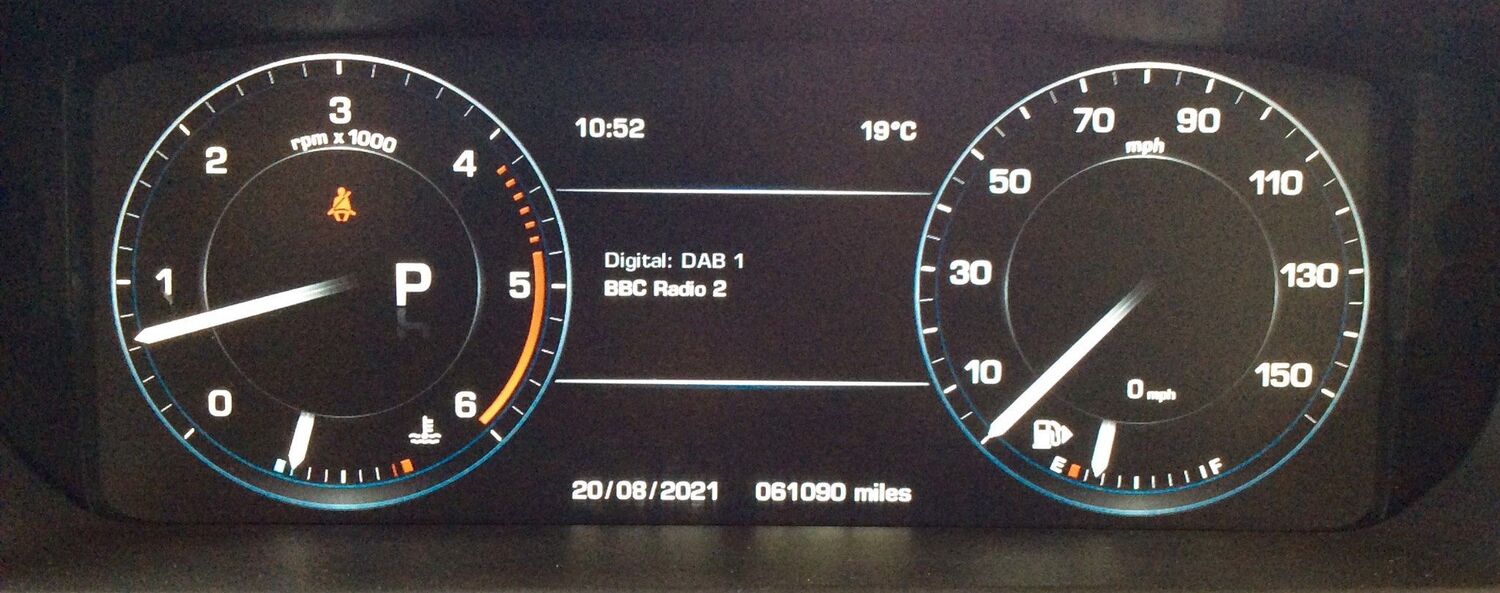 3
rpm x 1000
2
4
1
P
5
0
6
10:52
19°C
Digital: DAB 1
BBC Radio 2
20/08/2021 061090 miles
70
90
mph
50
110
30
130
10
150
0 mph
E
F